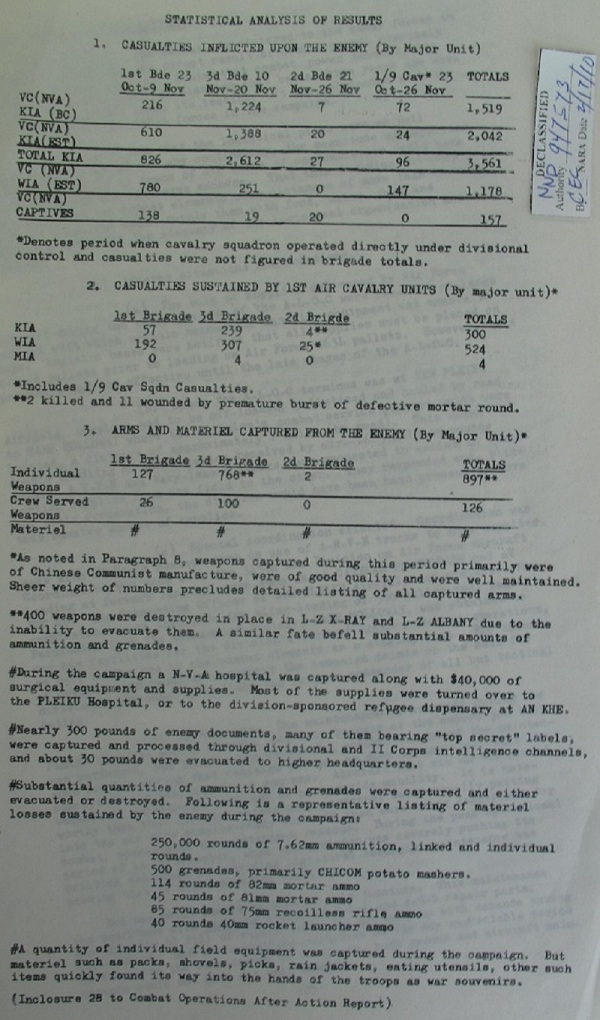 STATISTICAL ANALYSIS OF RESULTS
1. CASUALTIES INFLICTED UPON THE ENEMY (By Major Unit)
1st Bde 23 3d Bde 10 2d Bde 21 1/9 Cav* 23 TOTALS
Oct-9 Nov Nov-20 Nov Nov-26 Nov Oct-26 Nov
VC(NVA)
KIA (BC) 216 1,224 7 72 1,519
VC(NVA)
KIA(EST) 610 1,388 20 24 2,042
TOTAL KIA 826 2,612 27 96 3,561
VC (NVA)
WIA (EST) 780 251 0 147 1,178
VC(NVA)
CAPTIVES 138 19 20 0 157
*Denotes period when cavalry squadron operated directly under divisional
control and casualties were not figured in brigade totals.
2. CASUALTIES SUSTAINED BY 1ST AIR CAVALRY UNITS (By major unit)*
1st Brigade 3d Brigade 2d Brigde TOTALS
KIA 57 239 4** 300
WIA 192 307 25* 524
MIA 0 4 0 4
*Includes 1/9 Cav Sqdn Casualties.
**2 killed and 11 wounded by premature burst of defective mortar round.
3. ARMS AND MATERIEL CAPTURED FROM THE ENEMY (By Major Unit)*
1st Brigade 3d Brigade 2d Brigade TOTALS
Individual 127 768** 2 897**
Weapons
Crew Served 26 100 0 126
Weapons
Materiel # # # #
*As noted in Paragraph 8, weapons captured during this period primarily were
of Chinese Communist manufacture, were of good quality and were well maintained.
Sheer weight of numbers precludes detailed listing of all captured arms.
**400 weapons were destroyed in place in L-Z X-RAY and L-Z ALBANY due to the
inability to evacuate them. A similar fate befell substantial amounts of
ammunition and grenades.
#During the campaign a N-V-A hospital was captured along with $40,000 of
surgical equipment and supplies. Most of the supplies were turned over to
the PLEIKU Hospital, or to the division-sponsored refugee dispensary at AN KHE.
#Nearly 300 pounds of enemy documents, many of them bearing "top secret" labels,
were captured and processed through divisional and II Corps intelligence channels,
and about 30 pounds were evacuated to higher headquarters.
#Substantial quantities of ammunition and grenades were captured and either
evacuated or destroyed. Following is a representative listing of materiel
losses sustained by the enemy during the campaign:
250,000 rounds of 7.62mm ammunition, linked and individual
rounds.
500 grenades, primarily CHICOM potato mashers.
114 rounds of 82mm mortar ammo
45 rounds of 81mm mortar ammo
85 rounds of 75mm recoilless rifle ammo
40 rounds 40mm rocket launcher ammo
#A quantity of individual field equipment was captured during the campaign. But
materiel such as packs, shovels, picks, rain jackets, eating utensils, other such
items quickly found its way into the hands of the troops as war souvenirs.
(Inclosure 28 to Combat Operations After Action Report)
DECLASSIFIED
Authority NND 947573
NARA Date